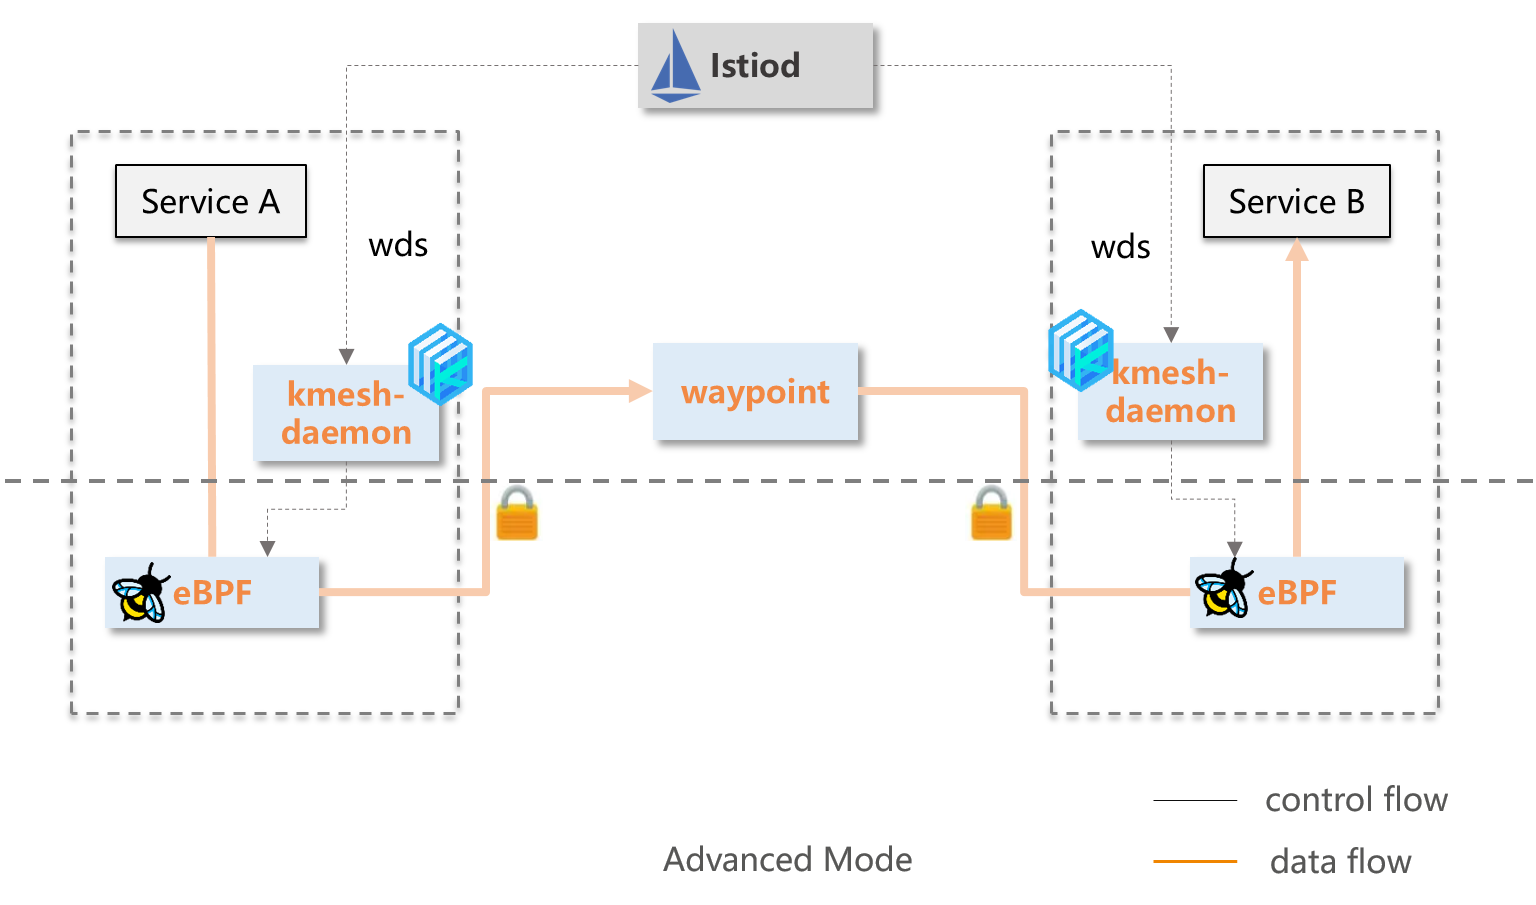 Istiod
Service A
Service B
wds
wds
kmesh-
daemon
waypoint
kmesh-
daemon
eBPF
eBPF
control flow
Advanced Mode
data flow